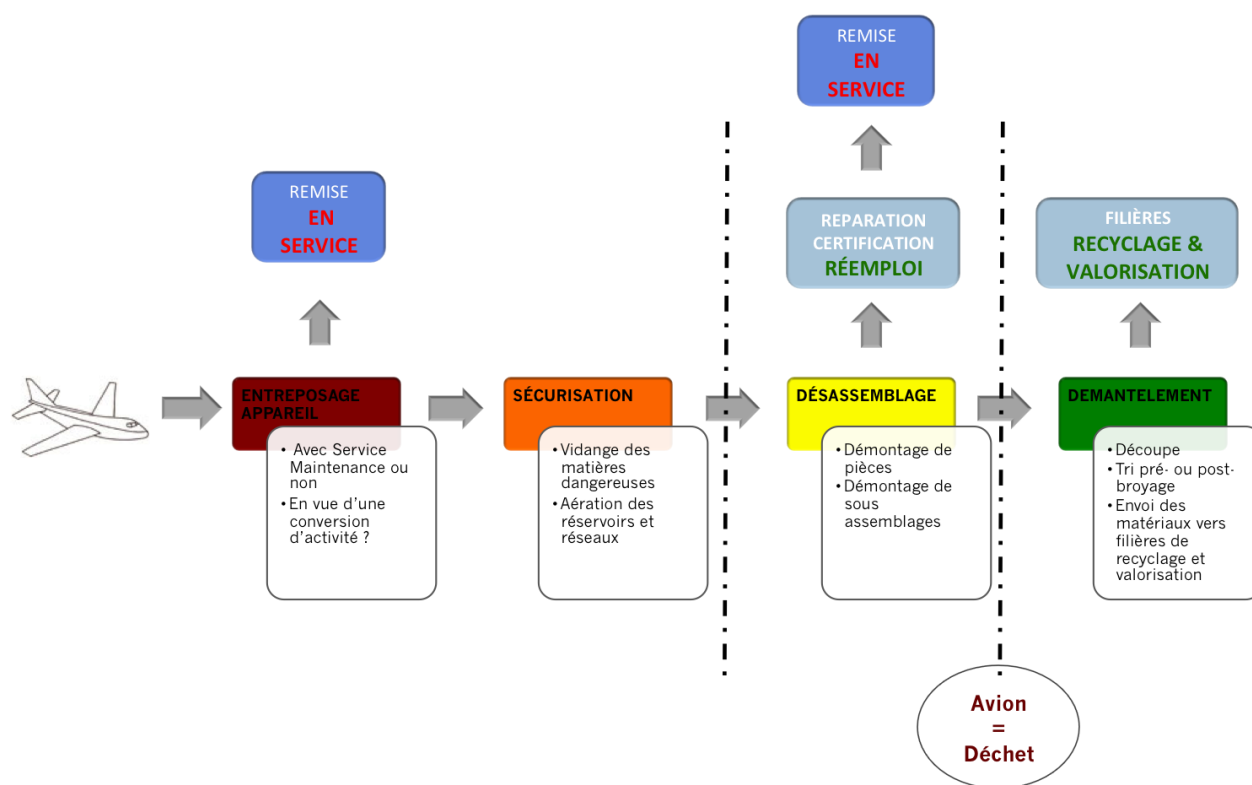 REMISE
EN
SERVICE
REMISE
EN
SERVICE
REPARATION
CERTIFICATION
RÉEMPLOI
FILIÈRES
RECYCLAGE &
VALORISATION
ENTREPOSAGE
APPAREIL
• Avec Service
Maintenance ou
non
• En vue d'une
conversion
d'activité ?
SÉCURISATION
• Vidange des
matières
dangereuses
• Aération des
réservoirs et
réseaux
DÉSASSEMBLAGE
• Démontage de
pièces
• Démontage de
sous
assemblages
DEMANTELEMENT
• Découpe
• Tri pré- ou post-
broyage
• Envoi des
matériaux vers
filières de
recyclage et
valorisation
Avion
=
Déchet